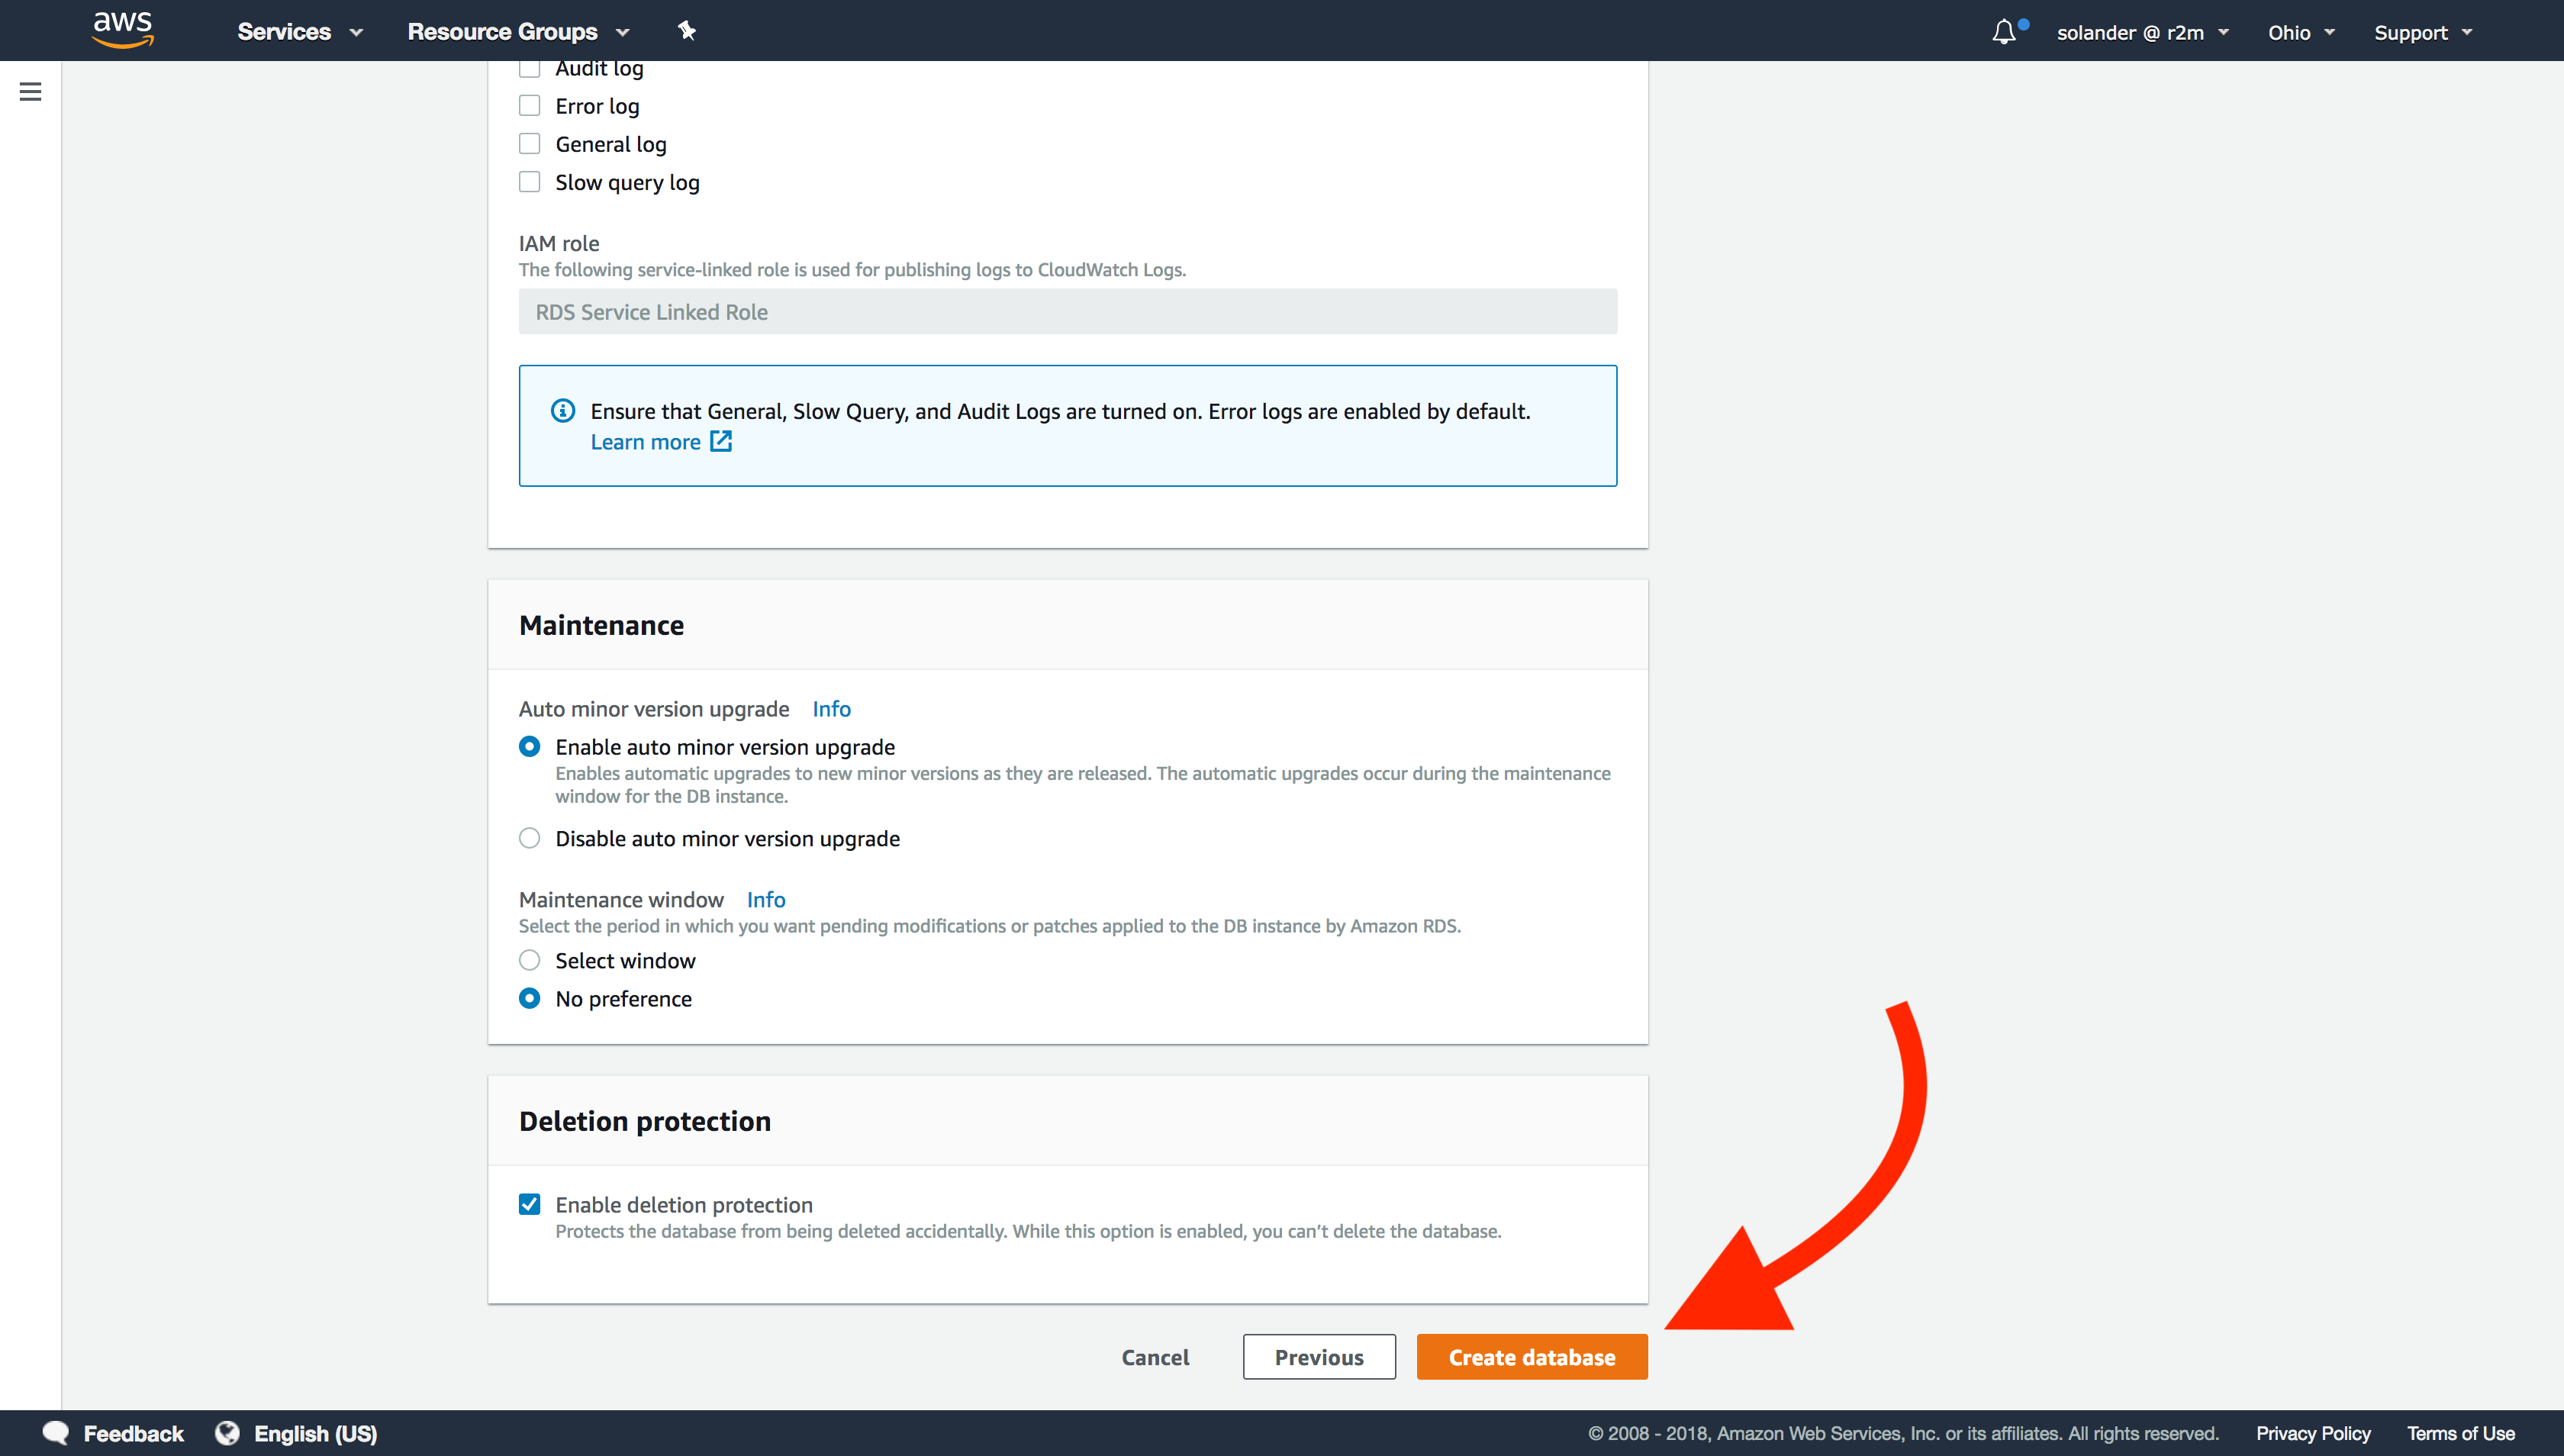 aws Services Resource Groups solander @ r2m Ohio Support
Audit log
Error log
General log
Slow query log
IAM role
The following service-linked role is used for publishing logs to CloudWatch Logs.
RDS Service Linked Role
Ensure that General, Slow Query, and Audit Logs are turned on. Error logs are enabled by default.
Learn more
Maintenance
Auto minor version upgrade Info
Enable auto minor version upgrade
Enables automatic upgrades to new minor versions as they are released. The automatic upgrades occur during the maintenance
window for the DB instance.
Disable auto minor version upgrade
Maintenance window Info
Select the period in which you want pending modifications or patches applied to the DB instance by Amazon RDS.
Select window
No preference
Deletion protection
Enable deletion protection
Protects the database from being deleted accidentally. While this option is enabled, you can’t delete the database.
Cancel Previous Create database
Feedback English (US) © 2008 - 2018, Amazon Web Services, Inc. or its affiliates. All rights reserved. Privacy Policy Terms of Use